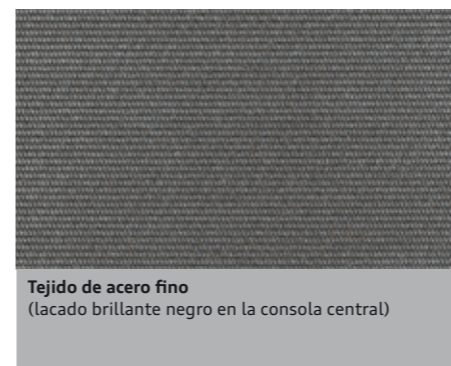 Tejido de acero fino
(lacado brillante negro en la consola central)